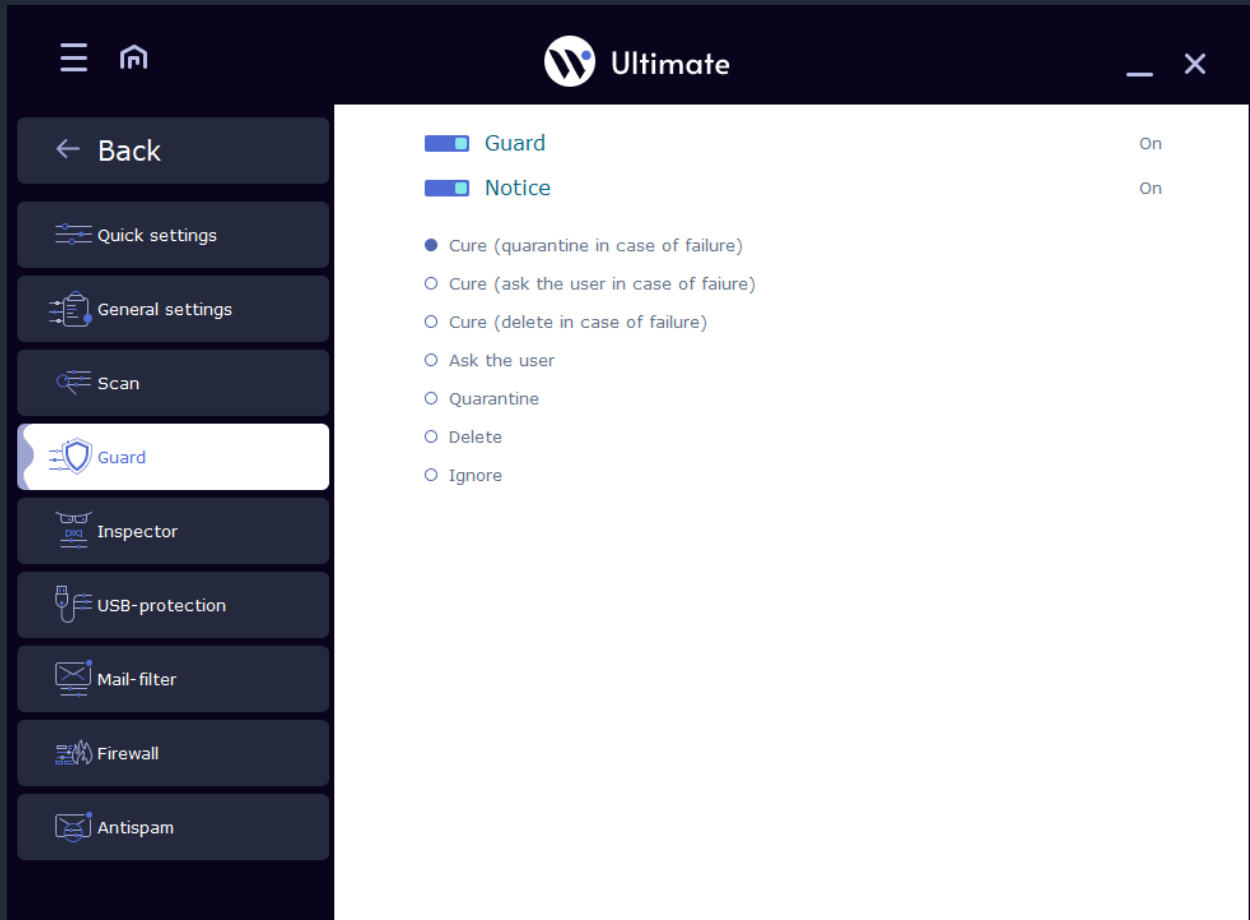 Ultimate
Back
Quick settings
General settings
Scan
Guard
Inspector
USB-protection
Mail-filter
Firewall
Antispam
Guard On
Notice On
Cure (quarantine in case of failure)
Cure (ask the user in case of faiure)
Cure (delete in case of failure)
Ask the user
Quarantine
Delete
Ignore